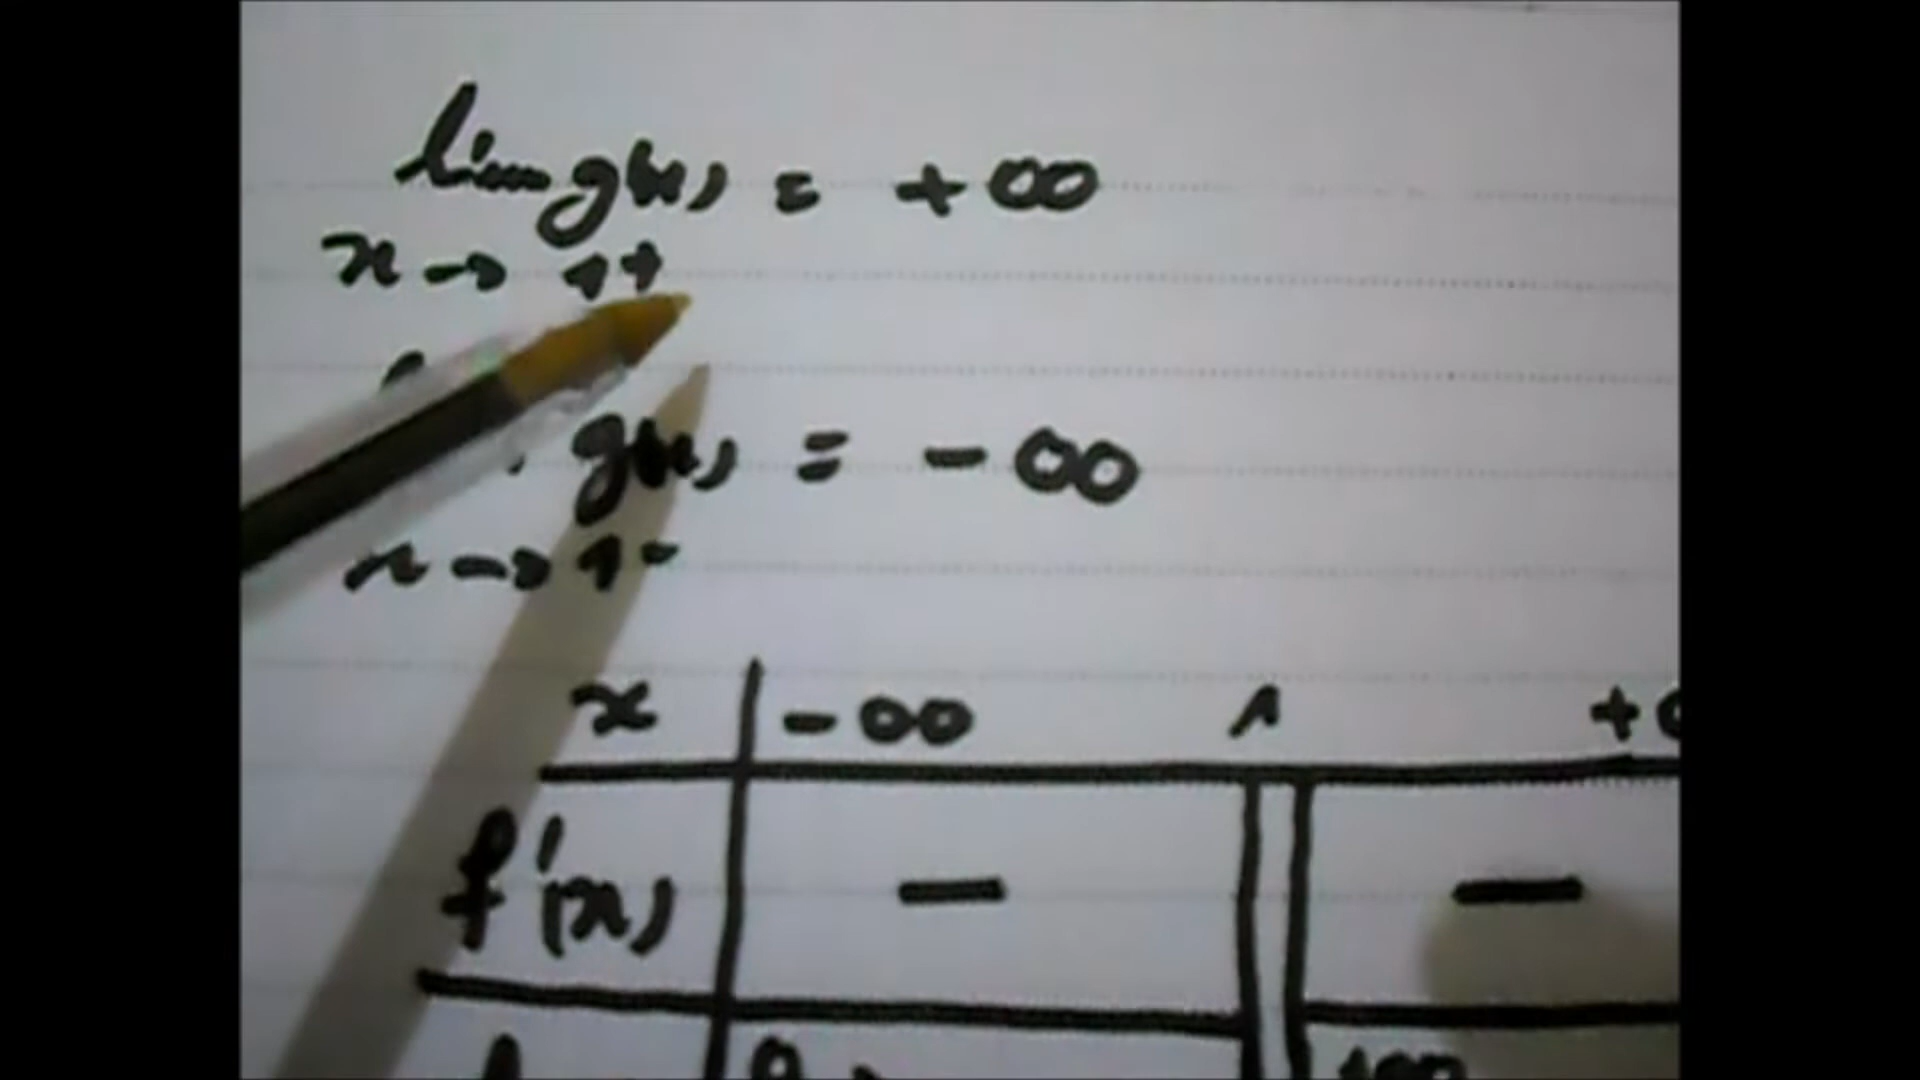 lim g(x) = +∞
x → 1+
g(x) = -∞
x → 1-
x -∞ 1
f'(x) - -